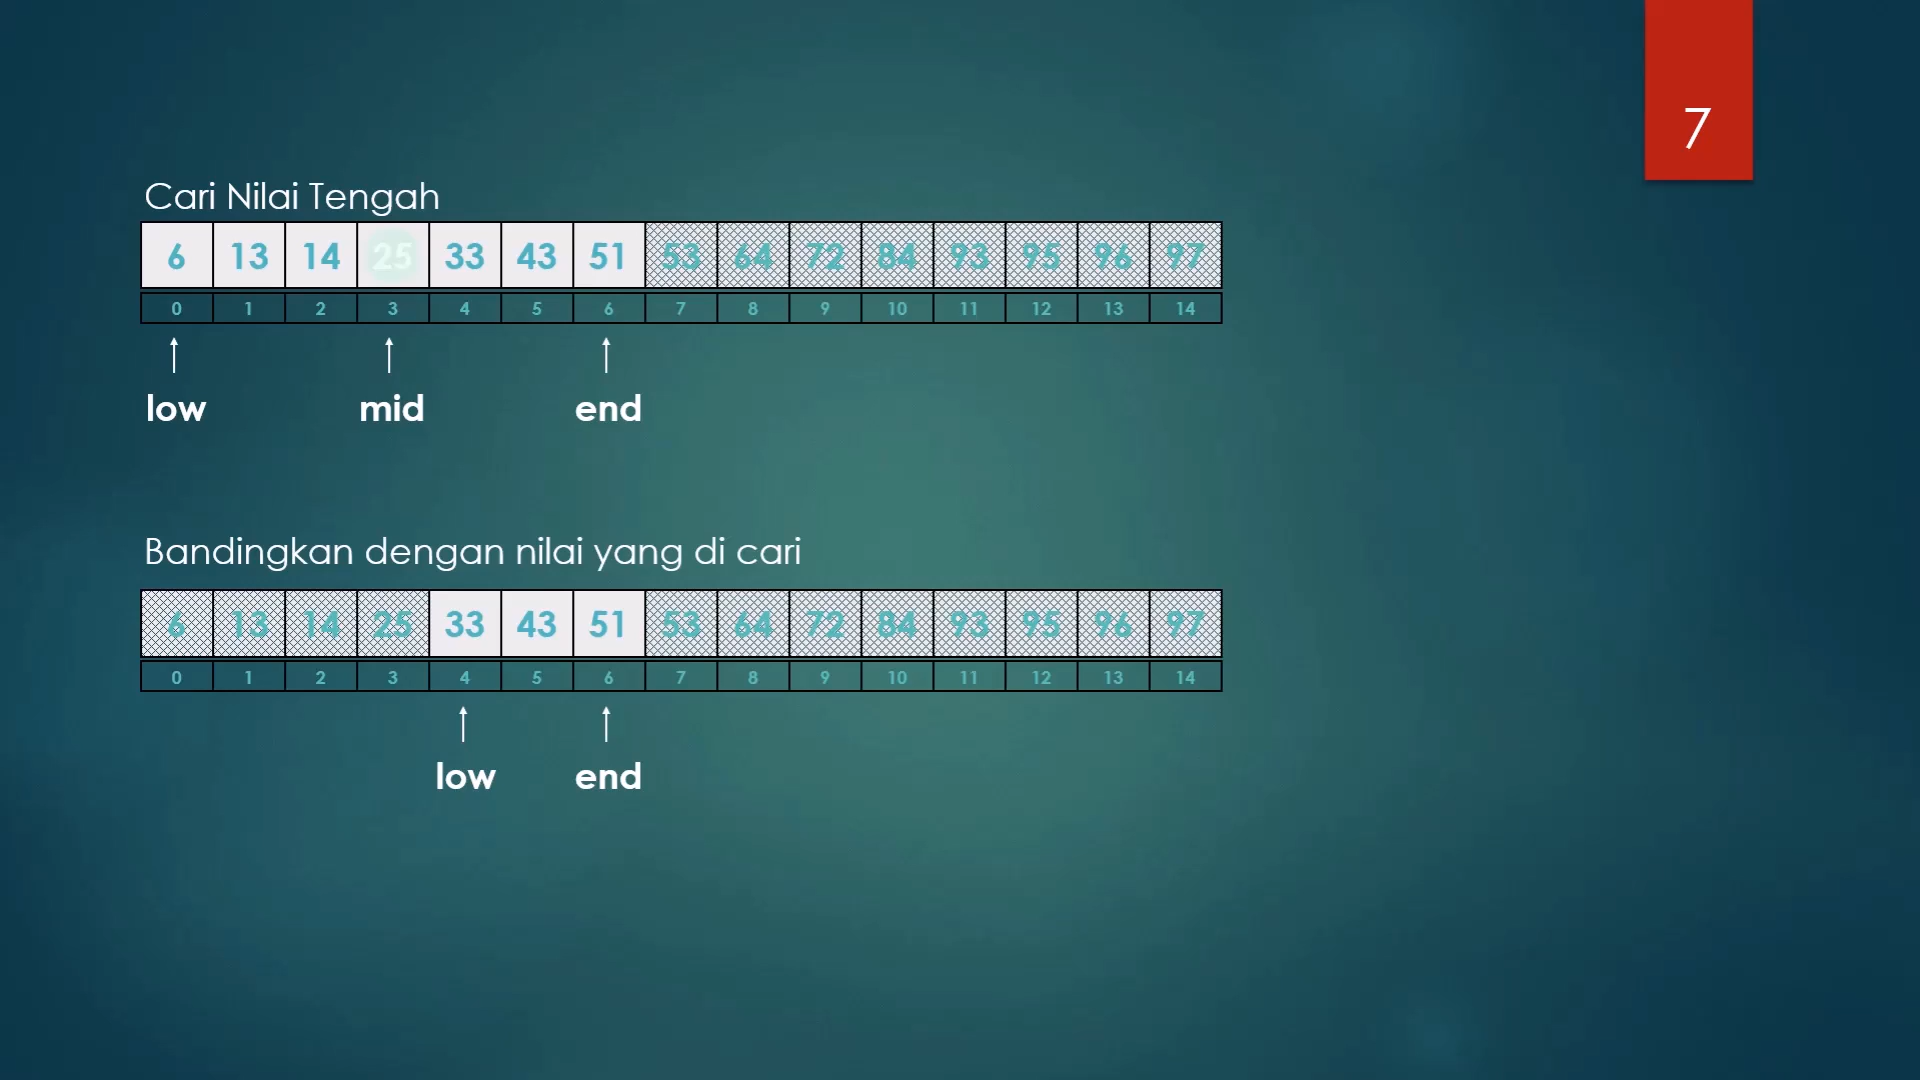 7
Cari Nilai Tengah
6 13 14 25 33 43 51 53 64 72 84 93 95 96 97
0 1 2 3 4 5 6 7 8 9 10 11 12 13 14
low mid end
Bandingkan dengan nilai yang di cari
6 13 14 25 33 43 51 53 64 72 84 93 95 96 97
0 1 2 3 4 5 6 7 8 9 10 11 12 13 14
low end